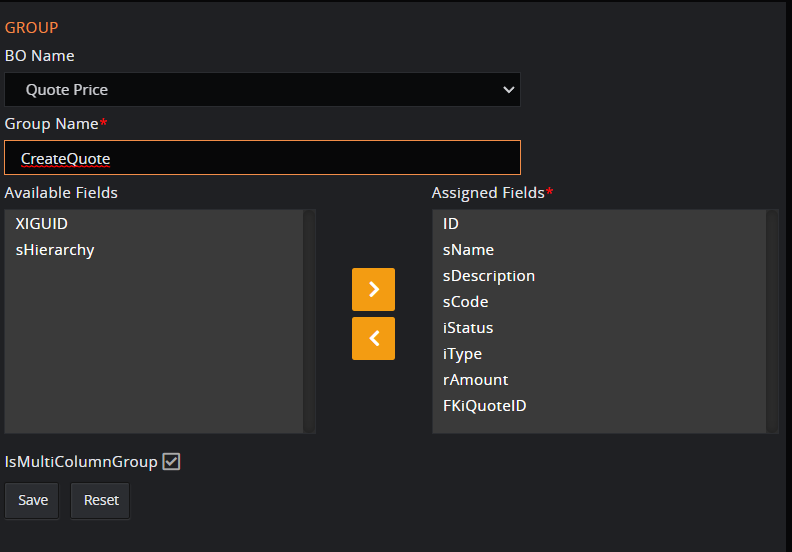 GROUP
BO Name
Quote Price
Group Name*
CreateQuote
Available Fields
XIGUID
sHierarchy
Assigned Fields*
ID
sName
sDescription
sCode
iStatus
iType
rAmount
FKiQuoteID
IsMultiColumnGroup
Save Reset